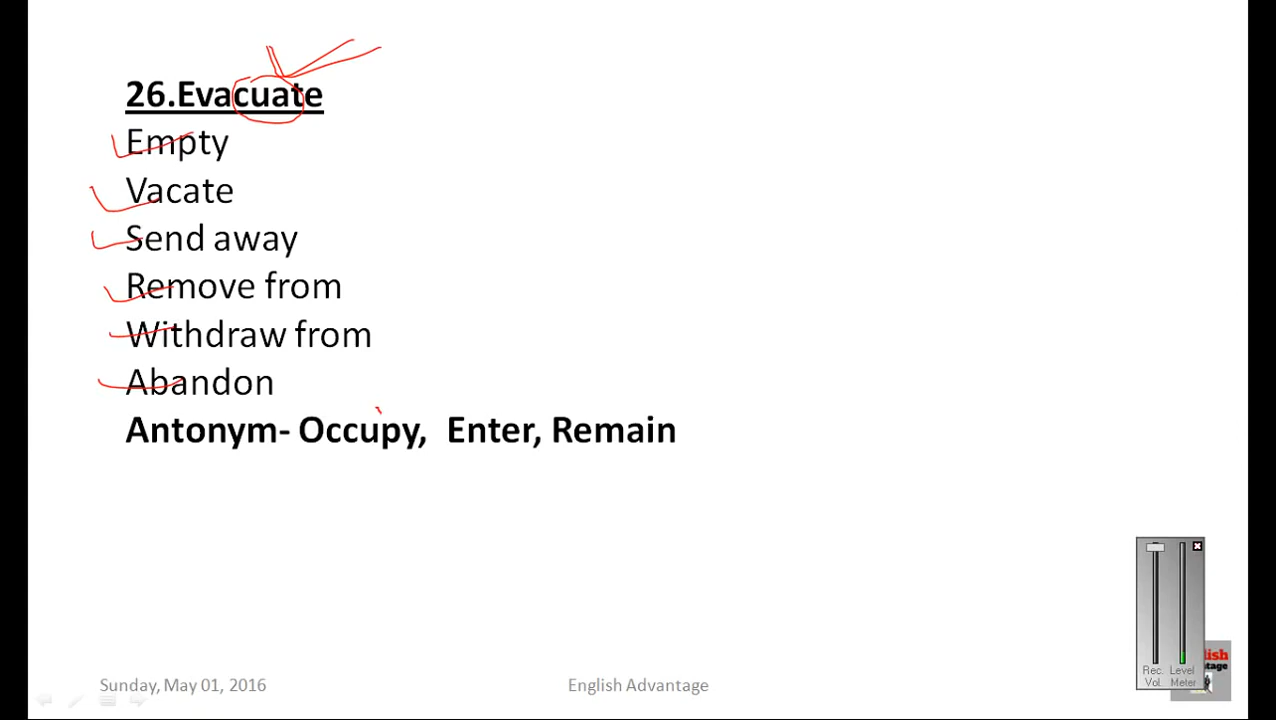 26.Evacuate
Empty
Vacate
Send away
Remove from
Withdraw from
Abandon
Antonym- Occupy, Enter, Remain
Rec. Level
Vol. Meter
Sunday, May 01, 2016
English Advantage